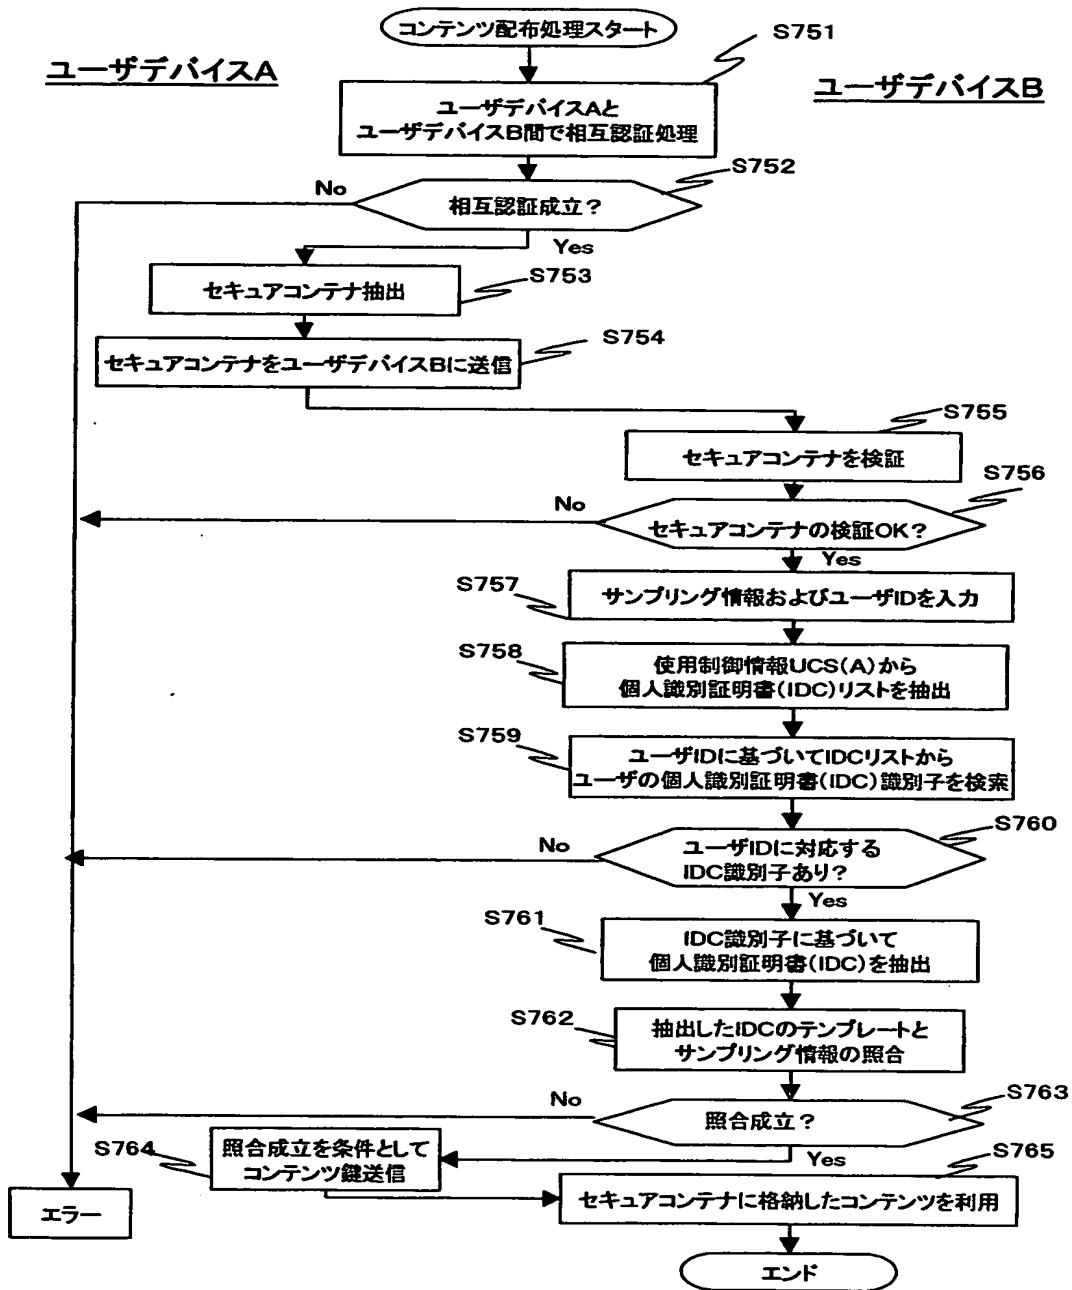 コンテンツ配布処理スタート
S751
ユーザデバイスA
ユーザデバイスB
ユーザデバイスAと
ユーザデバイスB間で相互認証処理
S752
No
相互認証成立？
Yes
S753
セキュアコンテナ抽出
S754
セキュアコンテナをユーザデバイスBに送信
S755
セキュアコンテナを検証
S756
No
セキュアコンテナの検証OK？
Yes
S757
サンプリング情報およびユーザIDを入力
S758
使用制御情報UCS(A)から
個人識別証明書(IDC)リストを抽出
S759
ユーザIDに基づいてIDCリストから
ユーザの個人識別証明書(IDC)識別子を検索
S760
No
ユーザIDに対応する
IDC識別子あり？
Yes
S761
IDC識別子に基づいて
個人識別証明書(IDC)を抽出
S762
抽出したIDCのテンプレートと
サンプリング情報の照合
S763
No
照合成立？
Yes
S764
照合成立を条件として
コンテンツ鍵送信
S765
セキュアコンテナに格納したコンテンツを利用
エラー
エンド